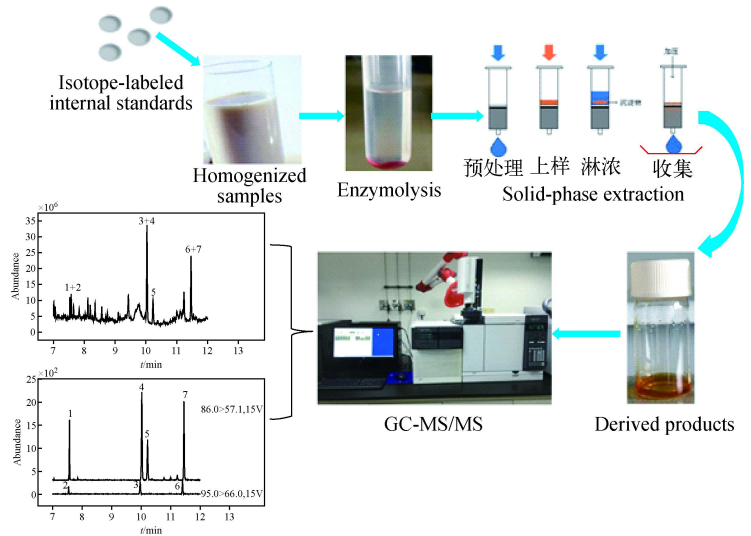 Isotope-labeled
internal standards
Homogenized
samples
Enzymolysis
加压
沉淀物
预处理 上样 淋浓 收集
Solid-phase extraction
Derived products
GC-MS/MS
×10⁶
35
30
25
20
15
10
5
0
Abundance
1+2
3+4
5
6+7
7 8 9 10 11 12 13
t/min
×10²
25
20
15
10
5
0
Abundance
1
4
5
7
86.0>57.1,15V
2
3
6
95.0>66.0,15V
7 8 9 10 11 12 13
t/min